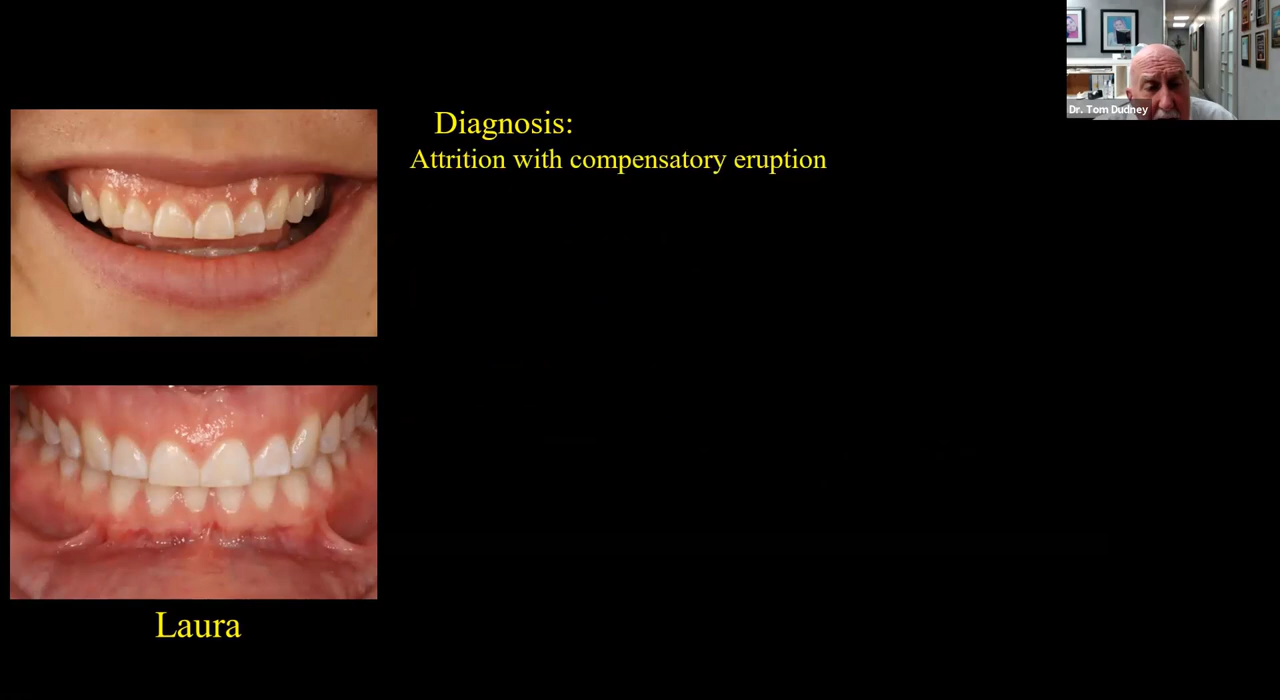 Dr. Tom Dudney
Diagnosis:
Attrition with compensatory eruption
Laura